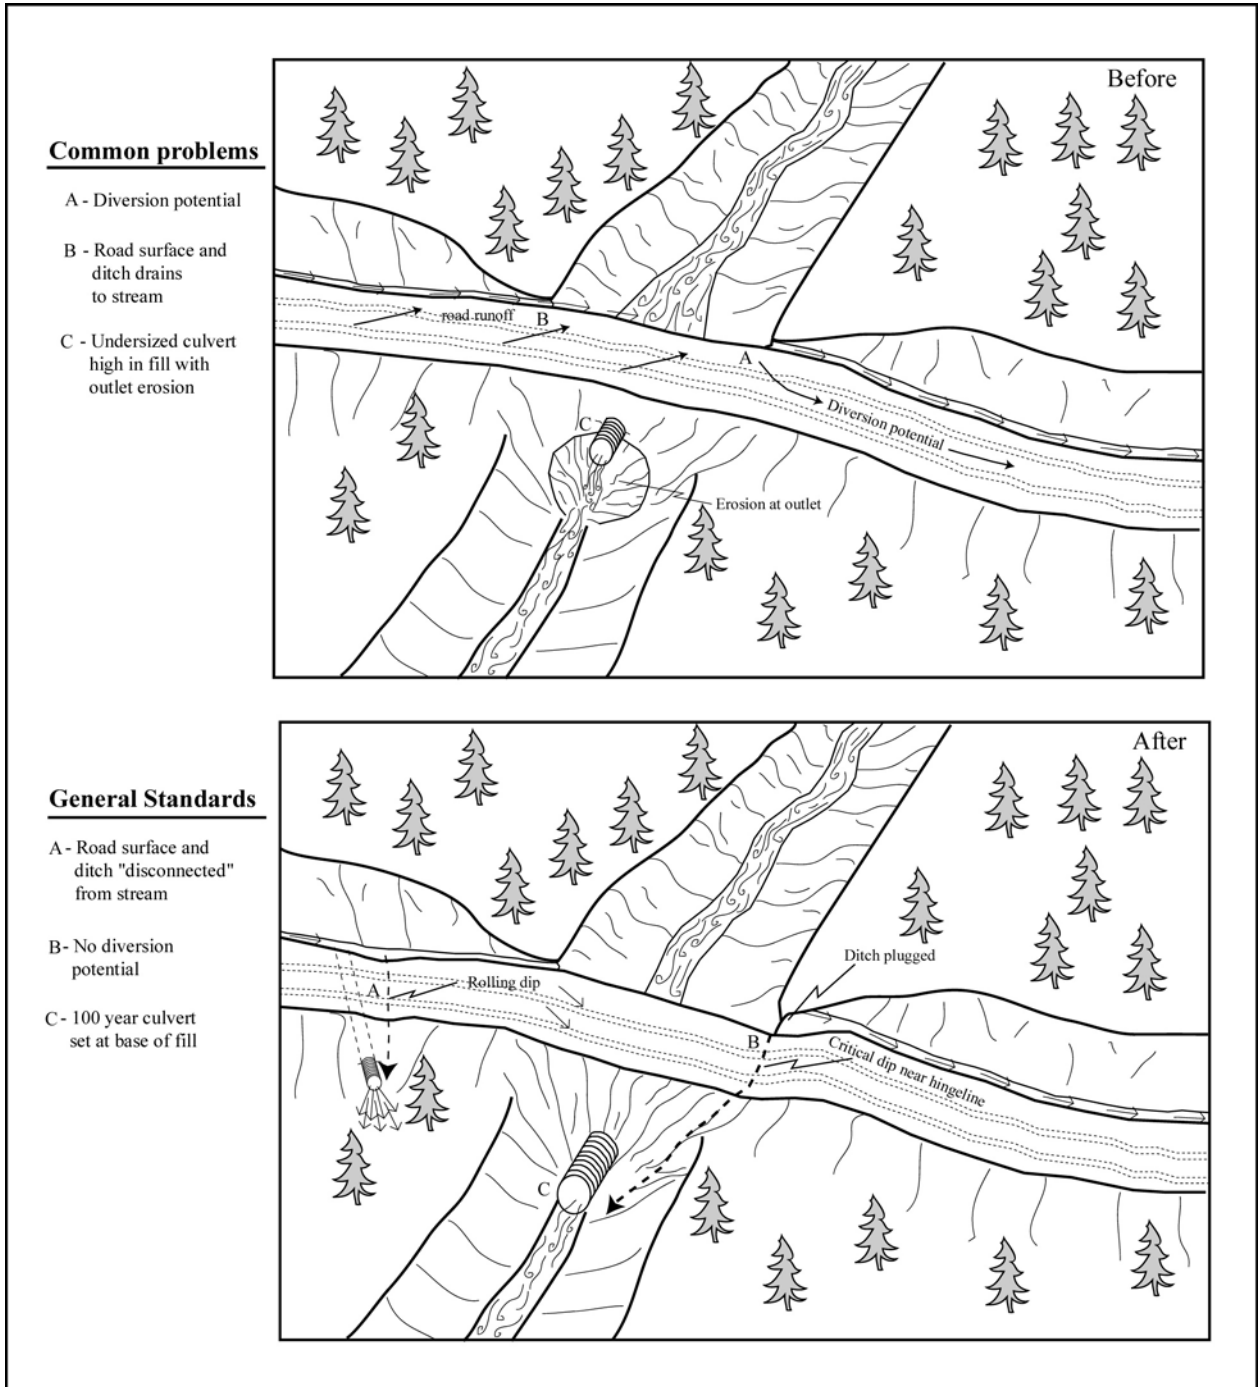 Before
Common problems
A - Diversion potential
B - Road surface and
ditch drains
to stream
C - Undersized culvert
high in fill with
outlet erosion
road runoff
B
A
Diversion potential
C
Erosion at outlet
After
General Standards
A - Road surface and
ditch "disconnected"
from stream
B- No diversion
potential
C - 100 year culvert
set at base of fill
Ditch plugged
Rolling dip
A
B
Critical dip near hingeline
C